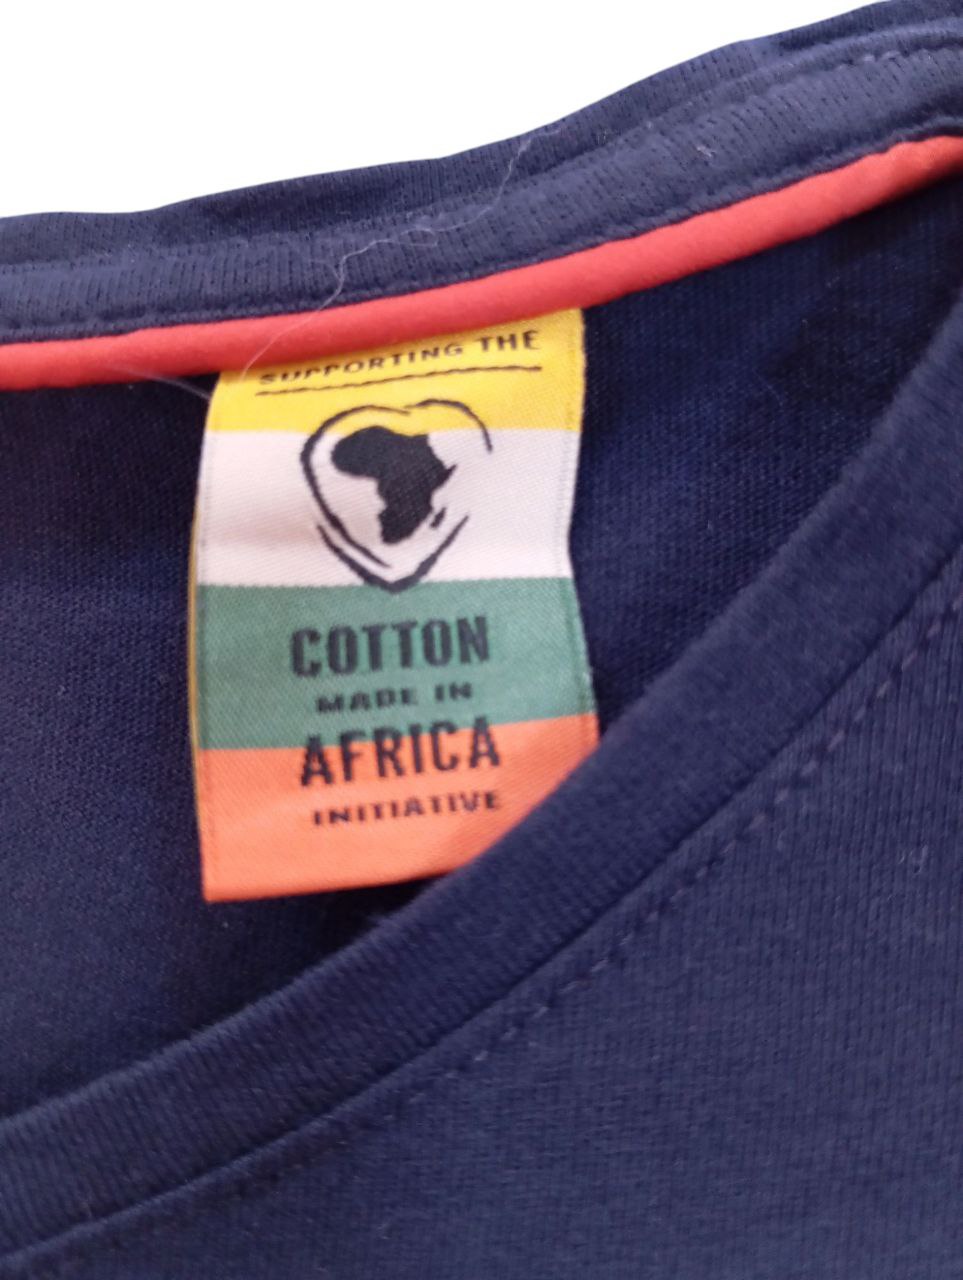 SUPPORTING THE
COTTON
MADE IN
AFRICA
INITIATIVE